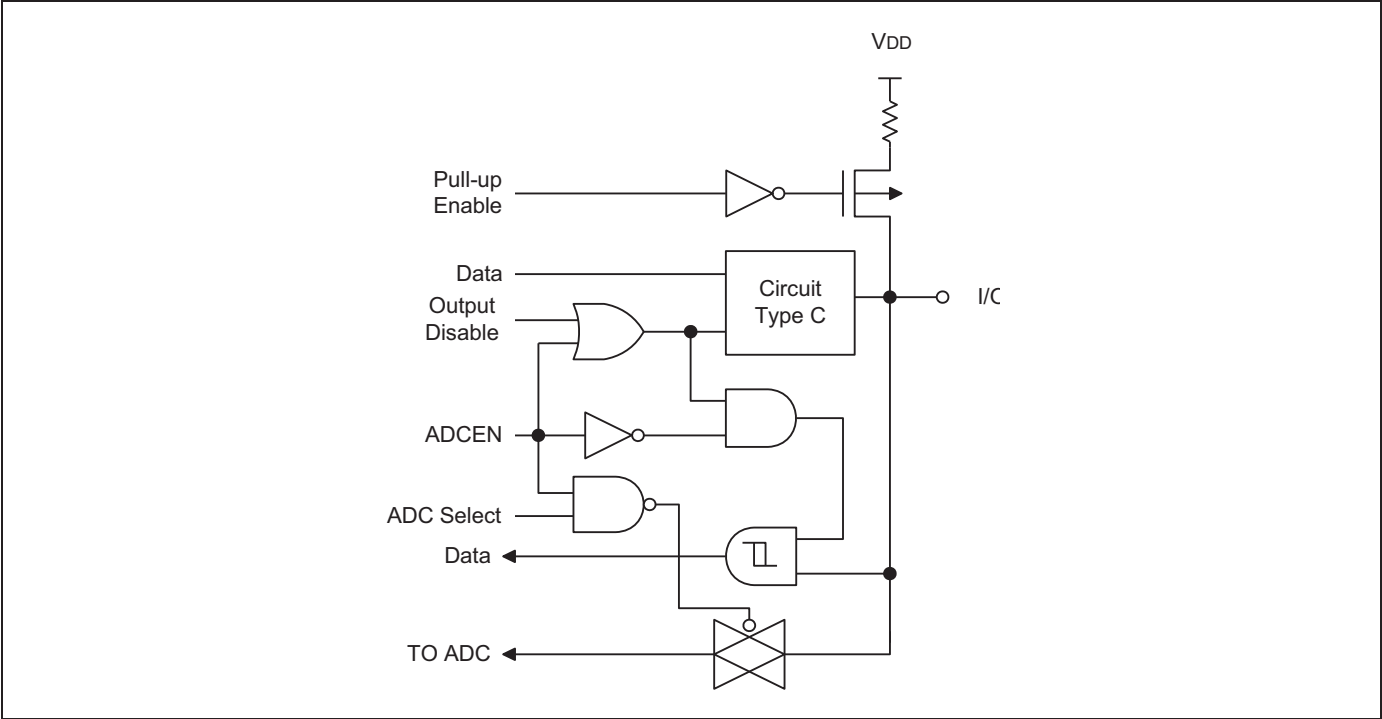 VDD
Pull-up
Enable
Data
Circuit
Type C
Output
Disable
I/C
ADCEN
ADC Select
Data
TO ADC